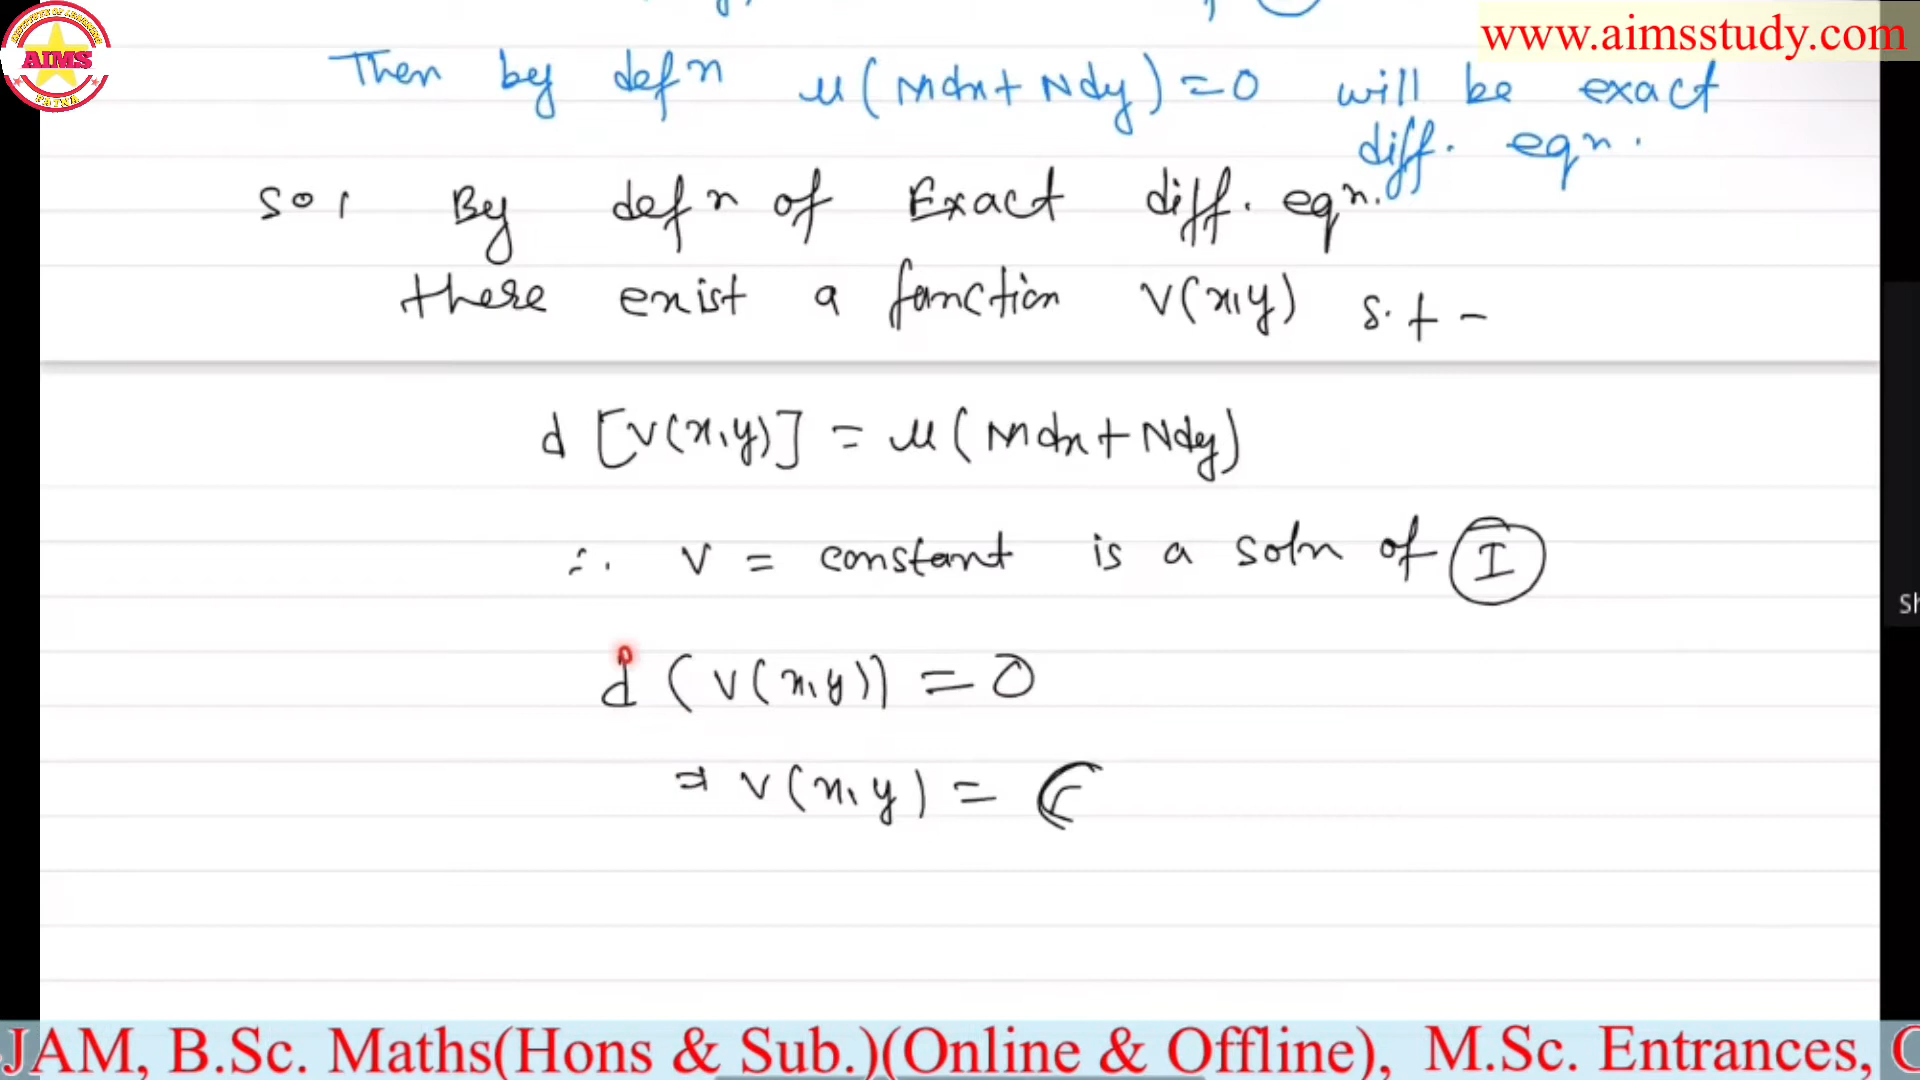 AIMS
PATNA
www.aimsstudy.com
Then by defn μ(Mdx+Ndy)=0 will be exact
diff. eqn.
So, By defn of Exact diff. eqn.
there exist a function V(x,y) s.t -
d [V(x,y)] = μ(Mdx+Ndy)
∴ V = constant is a soln of I
d (V(x,y)) = 0
⇒ V(x,y) = C
Sh
JAM, B.Sc. Maths(Hons & Sub.)(Online & Offline), M.Sc. Entrances, C